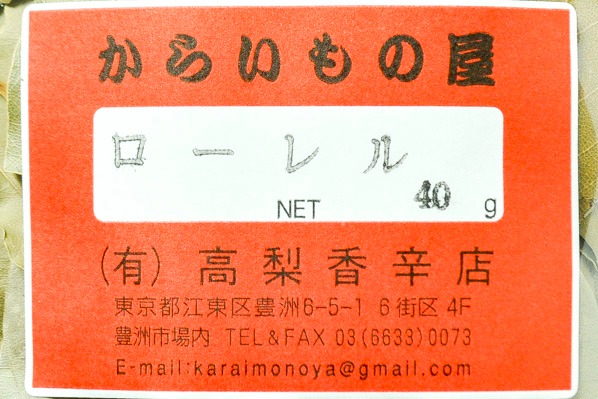 からいもの屋
ローレル
NET 40 g
(有) 高梨香辛店
東京都江東区豊洲6-5-1 6街区4F
豊洲市場内 TEL&FAX 03(6633)0073
E-mail:karaimonoya@gmail.com